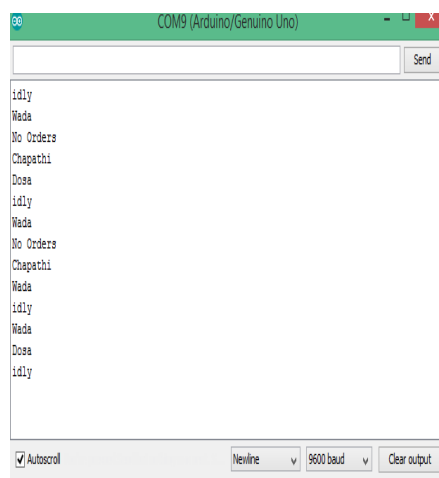 COM9 (Arduino/Genuino Uno)
Send
idly
Wada
No Orders
Chapathi
Dosa
idly
Wada
No Orders
Chapathi
Wada
idly
Wada
Dosa
idly
Autoscroll Newline 9600 baud Clear output